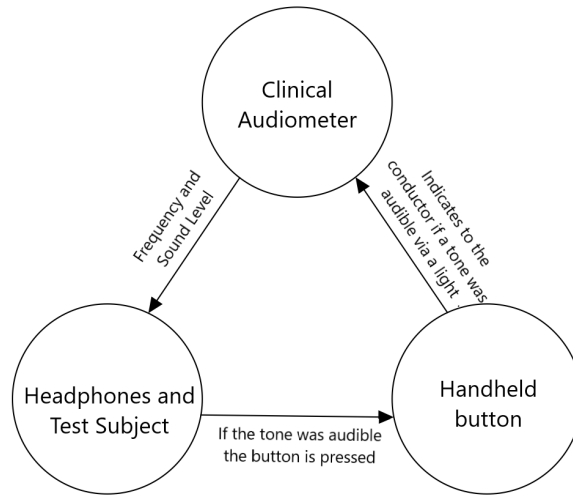 Clinical
Audiometer
Frequency and
Sound Level
Indicates to the
conductor if a tone was
audible via a light
Headphones and
Test Subject
If the tone was audible
the button is pressed
Handheld
button